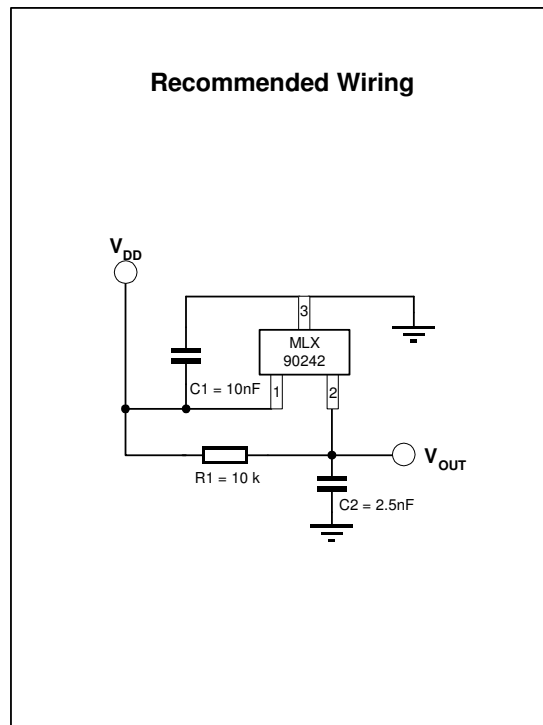 Recommended Wiring
VDD
3
MLX
90242
C1 = 10nF
1
2
R1 = 10 k
VOUT
C2 = 2.5nF